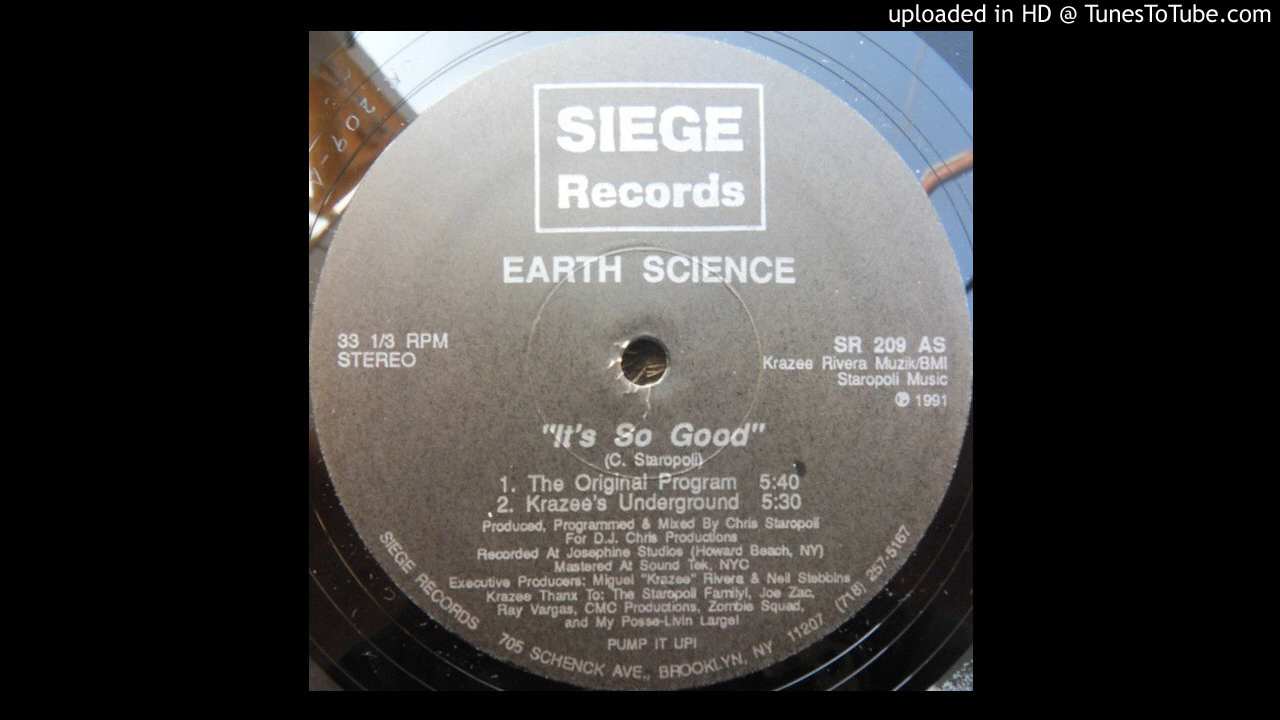 uploaded in HD @ TunesToTube.com
SIEGE
Records
EARTH SCIENCE
33 1/3 RPM
STEREO
SR 209 AS
Krazee Rivera Muzik/BMI
Staropoli Music
℗ 1991
"It's So Good"
(C. Staropoli)
1. The Original Program 5:40
2. Krazee's Underground 5:30
Produced, Programmed & Mixed By Chris Staropoli
For D.J. Chris Productions
Recorded At Josephine Studios (Howard Beach, NY)
Mastered At Sound Tek, NYC
Executive Producers: Miguel "Krazee" Rivera & Neil Stebbins
Krazee Thanx To: The Staropoli Family!, Joe Zac,
Ray Vargas, CMC Productions, Zombie Squad,
and My Posse-Livin Large!
PUMP IT UP!
SIEGE RECORDS 705 SCHENCK AVE., BROOKLYN, NY 11207 (718) 257-5167